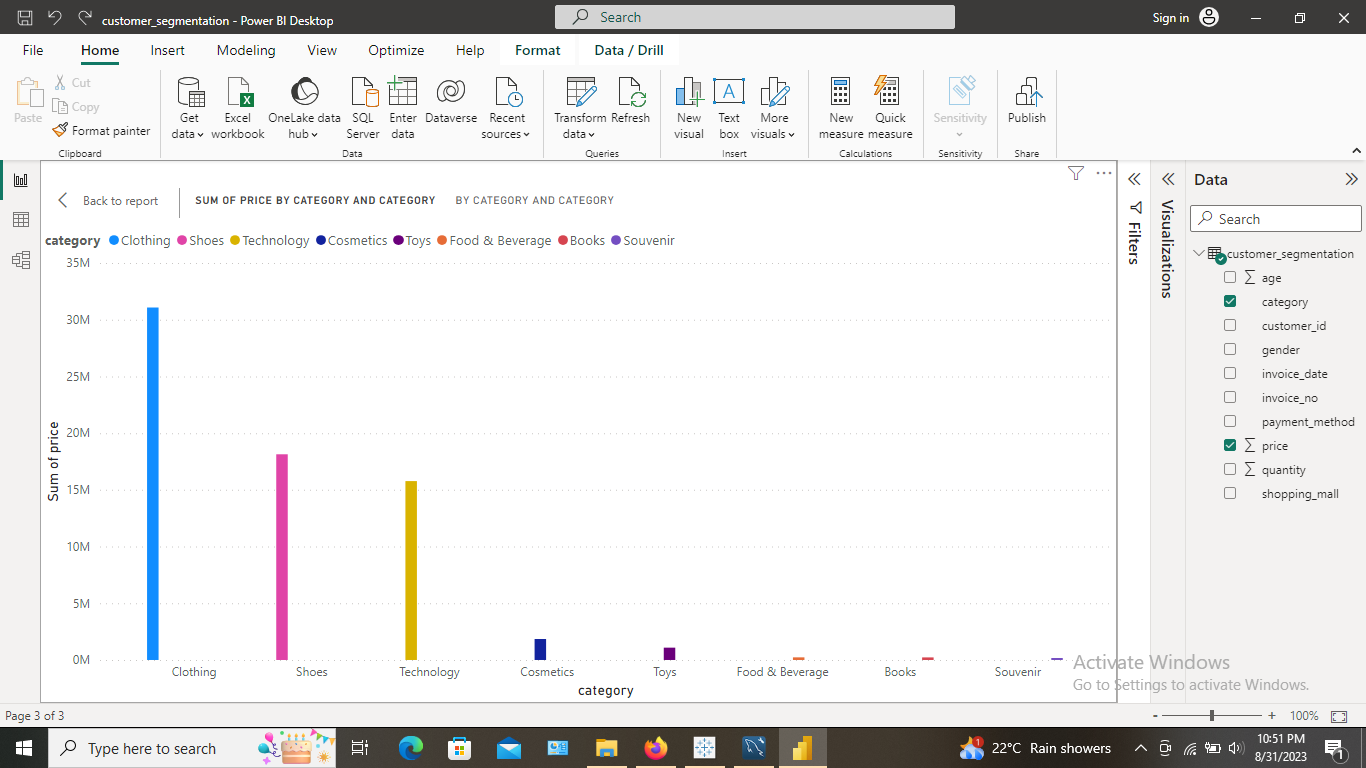 customer_segmentation - Power BI Desktop
Search
Sign in
File Home Insert Modeling View Optimize Help Format Data / Drill
Paste
Cut
Copy
Format painter
Clipboard
Get data
Excel workbook
OneLake data hub
SQL Server
Enter data
Dataverse
Recent sources
Data
Transform data
Refresh
Queries
New visual
Text box
More visuals
Insert
New measure
Quick measure
Calculations
Sensitivity
Sensitivity
Publish
Share
Back to report
SUM OF PRICE BY CATEGORY AND CATEGORY
BY CATEGORY AND CATEGORY
category Clothing Shoes Technology Cosmetics Toys Food & Beverage Books Souvenir
35M
30M
25M
20M
15M
10M
5M
0M
Sum of price
Clothing Shoes Technology Cosmetics Toys Food & Beverage Books Souvenir
category
Filters
Visualizations
Data
Search
customer_segmentation
age
category
customer_id
gender
invoice_date
invoice_no
payment_method
price
quantity
shopping_mall
Activate Windows
Go to Settings to activate Windows.
Page 3 of 3
- + 100%
Type here to search
1
22°C Rain showers
10:51 PM
8/31/2023
1